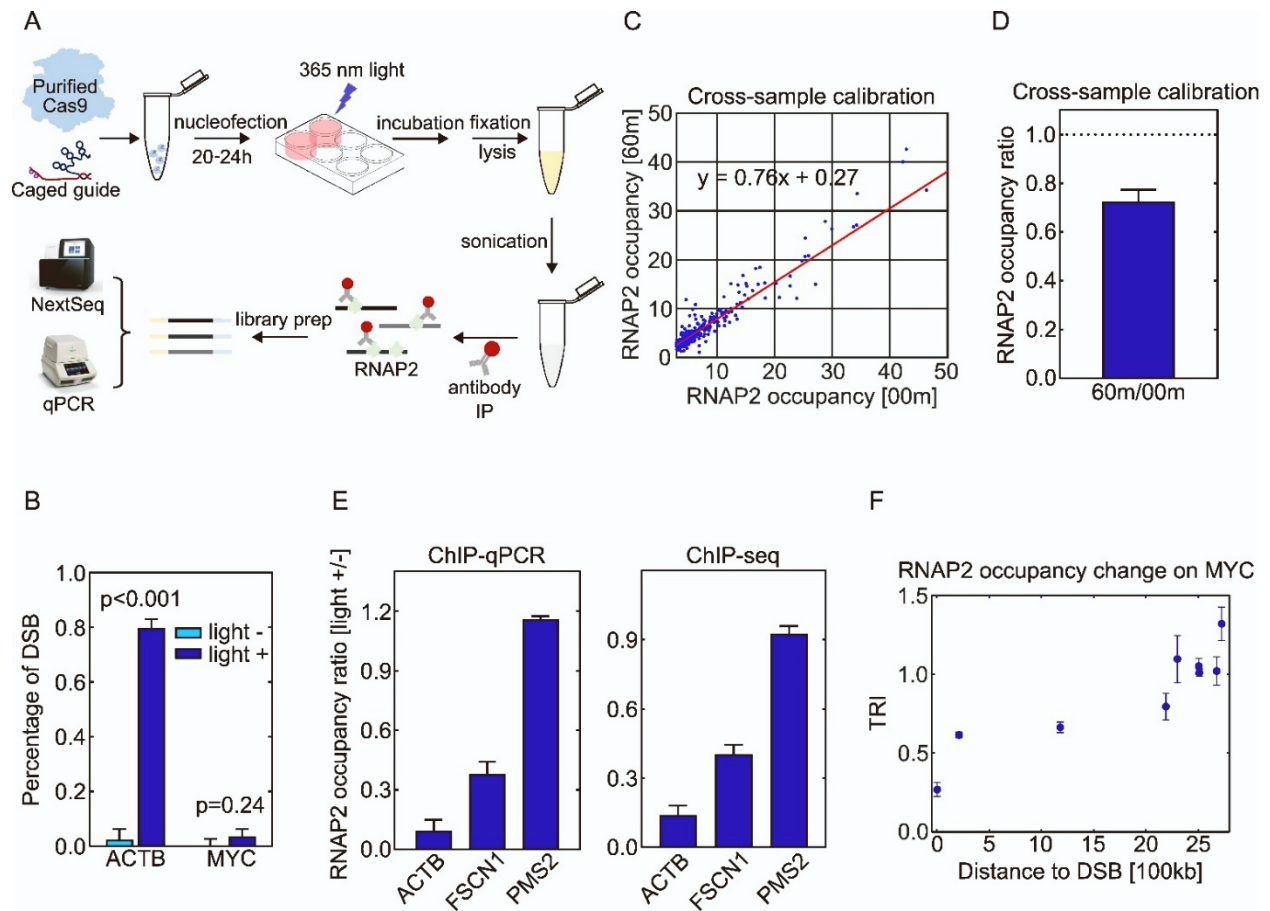 A
Purified
Cas9
Caged guide
nucleofection
20-24h
365 nm light
incubation
fixation
lysis
sonication
antibody
IP
RNAP2
library prep
NextSeq
qPCR
C
Cross-sample calibration
y = 0.76x + 0.27
RNAP2 occupancy [60m]
50
40
30
20
10
0
0
10
20
30
40
50
RNAP2 occupancy [00m]
D
Cross-sample calibration
RNAP2 occupancy ratio
1.0
0.8
0.6
0.4
0.2
0.0
60m/00m
B
Percentage of DSB
1.0
0.8
0.6
0.4
0.2
0.0
p<0.001
light -
light +
p=0.24
ACTB
MYC
E
RNAP2 occupancy ratio [light +/-]
ChIP-qPCR
1.2
0.9
0.6
0.3
0.0
ACTB
FSCN1
PMS2
ChIP-seq
0.9
0.6
0.3
0.0
ACTB
FSCN1
PMS2
F
RNAP2 occupancy change on MYC
TRI
1.5
1.0
0.5
0.0
0
5
10
15
20
25
Distance to DSB [100kb]